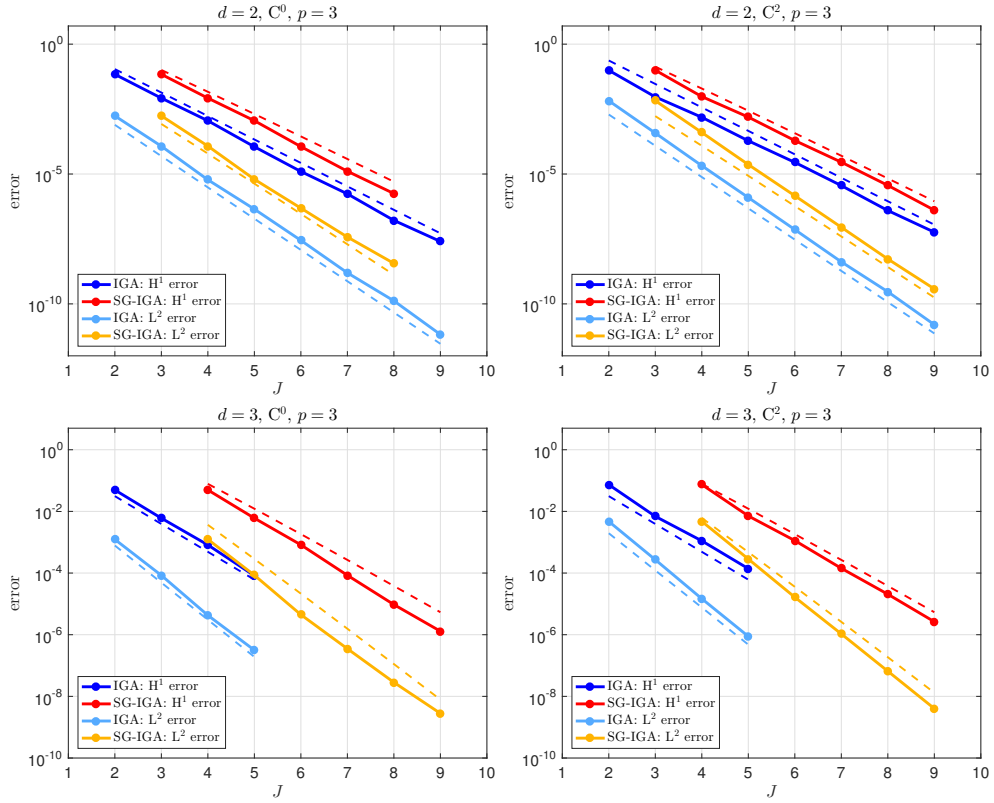 d = 2, C⁰, p = 3
error
10⁰
10⁻⁵
10⁻¹⁰
IGA: H¹ error
SG-IGA: H¹ error
IGA: L² error
SG-IGA: L² error
1 2 3 4 5 6 7 8 9 10
J
d = 2, C², p = 3
error
10⁰
10⁻⁵
10⁻¹⁰
IGA: H¹ error
SG-IGA: H¹ error
IGA: L² error
SG-IGA: L² error
1 2 3 4 5 6 7 8 9 10
J
d = 3, C⁰, p = 3
error
10⁰
10⁻²
10⁻⁴
10⁻⁶
10⁻⁸
10⁻¹⁰
IGA: H¹ error
SG-IGA: H¹ error
IGA: L² error
SG-IGA: L² error
1 2 3 4 5 6 7 8 9 10
J
d = 3, C², p = 3
error
10⁰
10⁻²
10⁻⁴
10⁻⁶
10⁻⁸
10⁻¹⁰
IGA: H¹ error
SG-IGA: H¹ error
IGA: L² error
SG-IGA: L² error
1 2 3 4 5 6 7 8 9 10
J